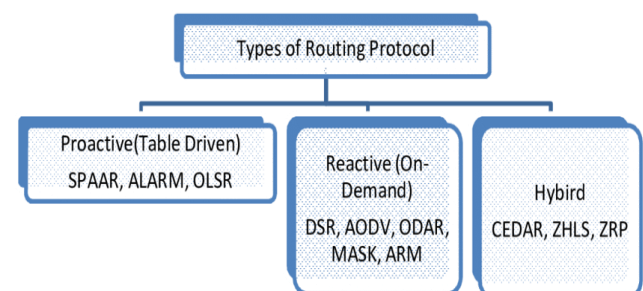 Types of Routing Protocol
Proactive(Table Driven)
SPAAR, ALARM, OLSR
Reactive (On-
Demand)
DSR, AODV, ODAR,
MASK, ARM
Hybird
CEDAR, ZHLS, ZRP